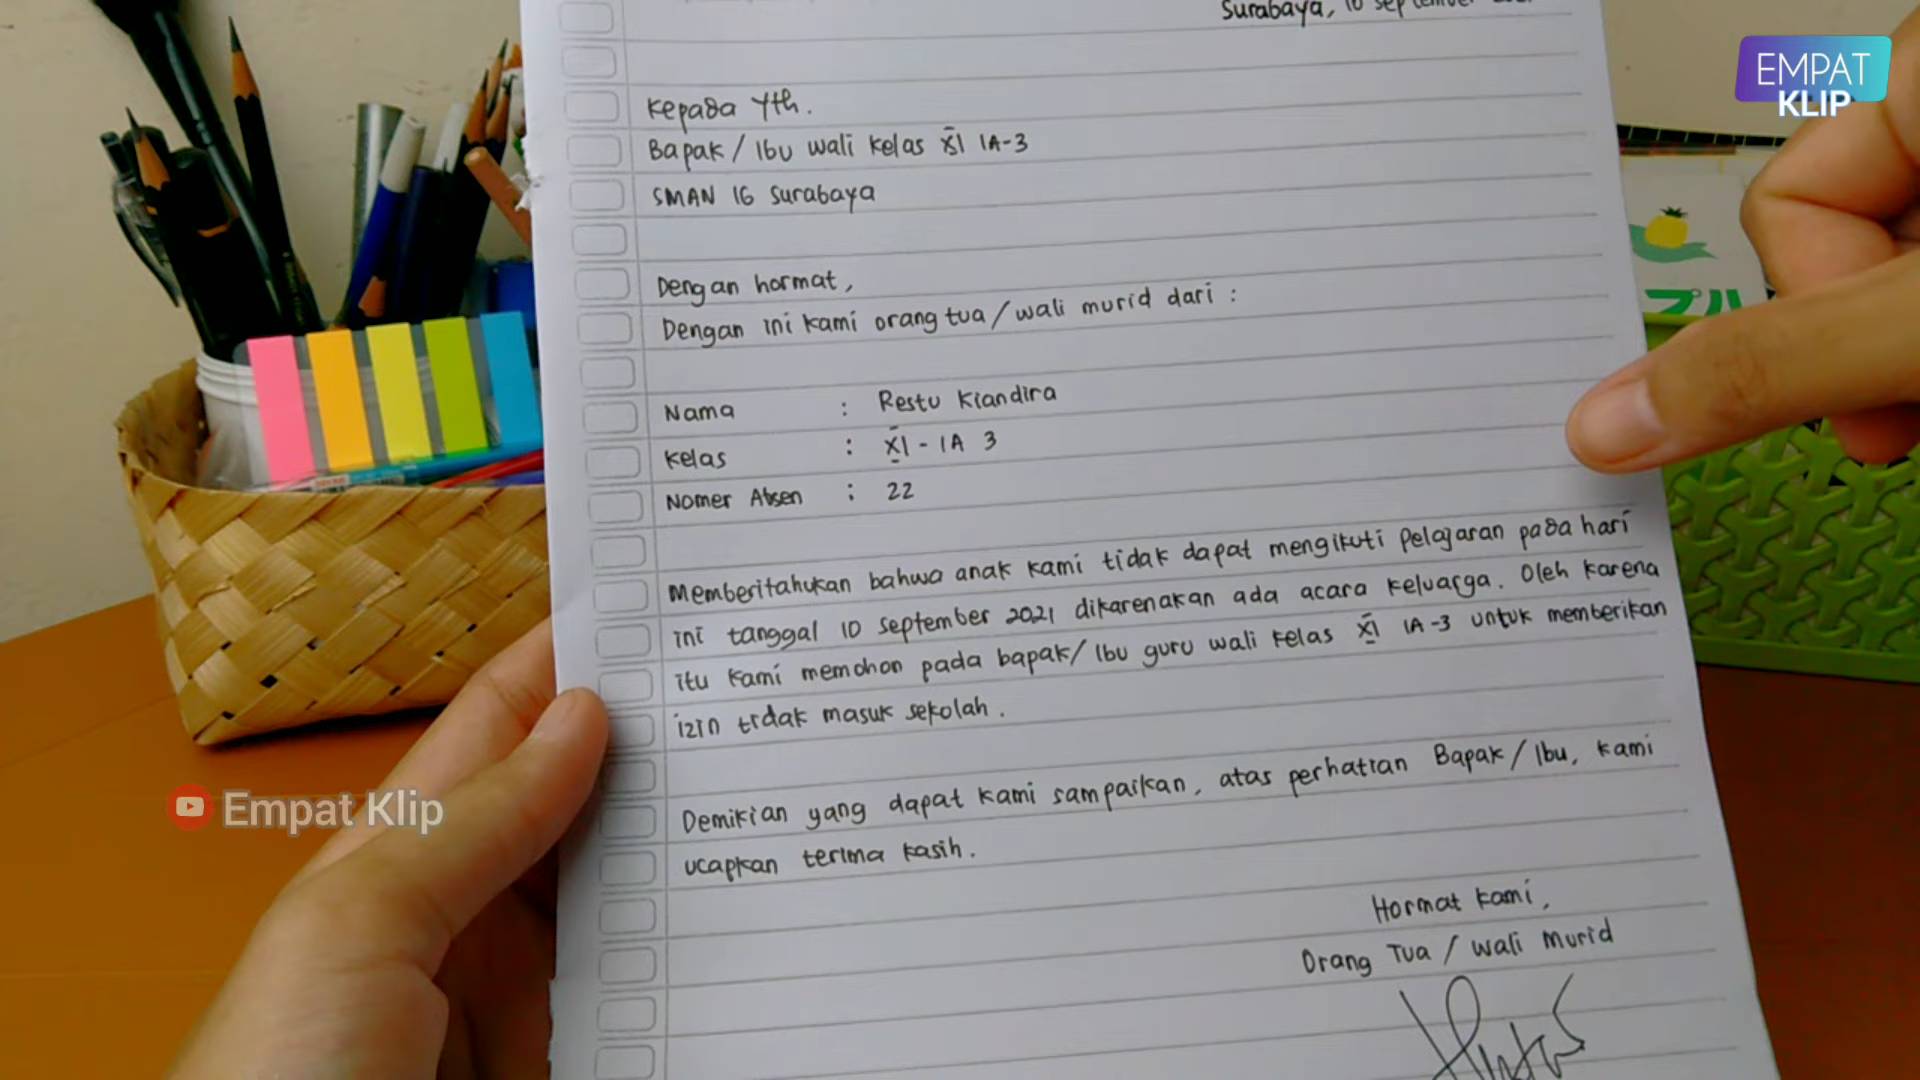 Surabaya, 10 September
EMPAT
KLIP
Kepada Yth.
Bapak / Ibu wali kelas XI IA-3
SMAN 16 Surabaya
Dengan hormat,
Dengan ini kami orang tua / wali murid dari :
Nama : Restu Kiandira
Kelas : XI - IA 3
Nomer Absen : 22
Memberitahukan bahwa anak kami tidak dapat mengikuti Pelajaran pada hari
ini tanggal 10 september 2021 dikarenakan ada acara keluarga. Oleh karena
itu kami memohon pada bapak/ Ibu guru wali kelas XI IA-3 untuk memberikan
izin tidak masuk sekolah.
Demikian yang dapat kami sampaikan, atas perhatian Bapak / Ibu, kami
ucapkan terima kasih.
Hormat kami,
Orang Tua / Wali Murid
Empat Klip